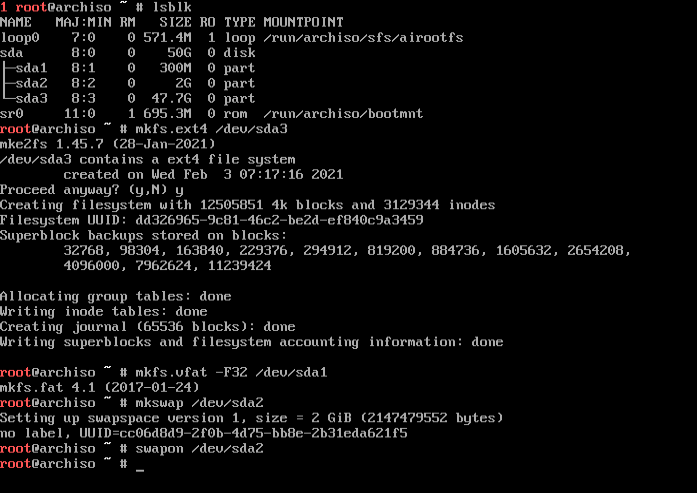 1 root@archiso ~ # lsblk
NAME   MAJ:MIN RM   SIZE RO TYPE MOUNTPOINT
loop0    7:0    0 571.4M  1 loop /run/archiso/sfs/airootfs
sda      8:0    0    50G  0 disk
├─sda1   8:1    0   300M  0 part
├─sda2   8:2    0     2G  0 part
└─sda3   8:3    0  47.7G  0 part
sr0     11:0    1 695.3M  0 rom  /run/archiso/bootmnt
root@archiso ~ # mkfs.ext4 /dev/sda3
mke2fs 1.45.7 (28-Jan-2021)
/dev/sda3 contains a ext4 file system
        created on Wed Feb  3 07:17:16 2021
Proceed anyway? (y,N) y
Creating filesystem with 12505851 4k blocks and 3129344 inodes
Filesystem UUID: dd326965-9c81-46c2-be2d-ef840c9a3459
Superblock backups stored on blocks:
        32768, 98304, 163840, 229376, 294912, 819200, 884736, 1605632, 2654208,
        4096000, 7962624, 11239424

Allocating group tables: done
Writing inode tables: done
Creating journal (65536 blocks): done
Writing superblocks and filesystem accounting information: done

root@archiso ~ # mkfs.vfat -F32 /dev/sda1
mkfs.fat 4.1 (2017-01-24)
root@archiso ~ # mkswap /dev/sda2
Setting up swapspace version 1, size = 2 GiB (2147479552 bytes)
no label, UUID=cc06d8d9-2f0b-4d75-bb8e-2b31eda621f5
root@archiso ~ # swapon /dev/sda2
root@archiso ~ # _